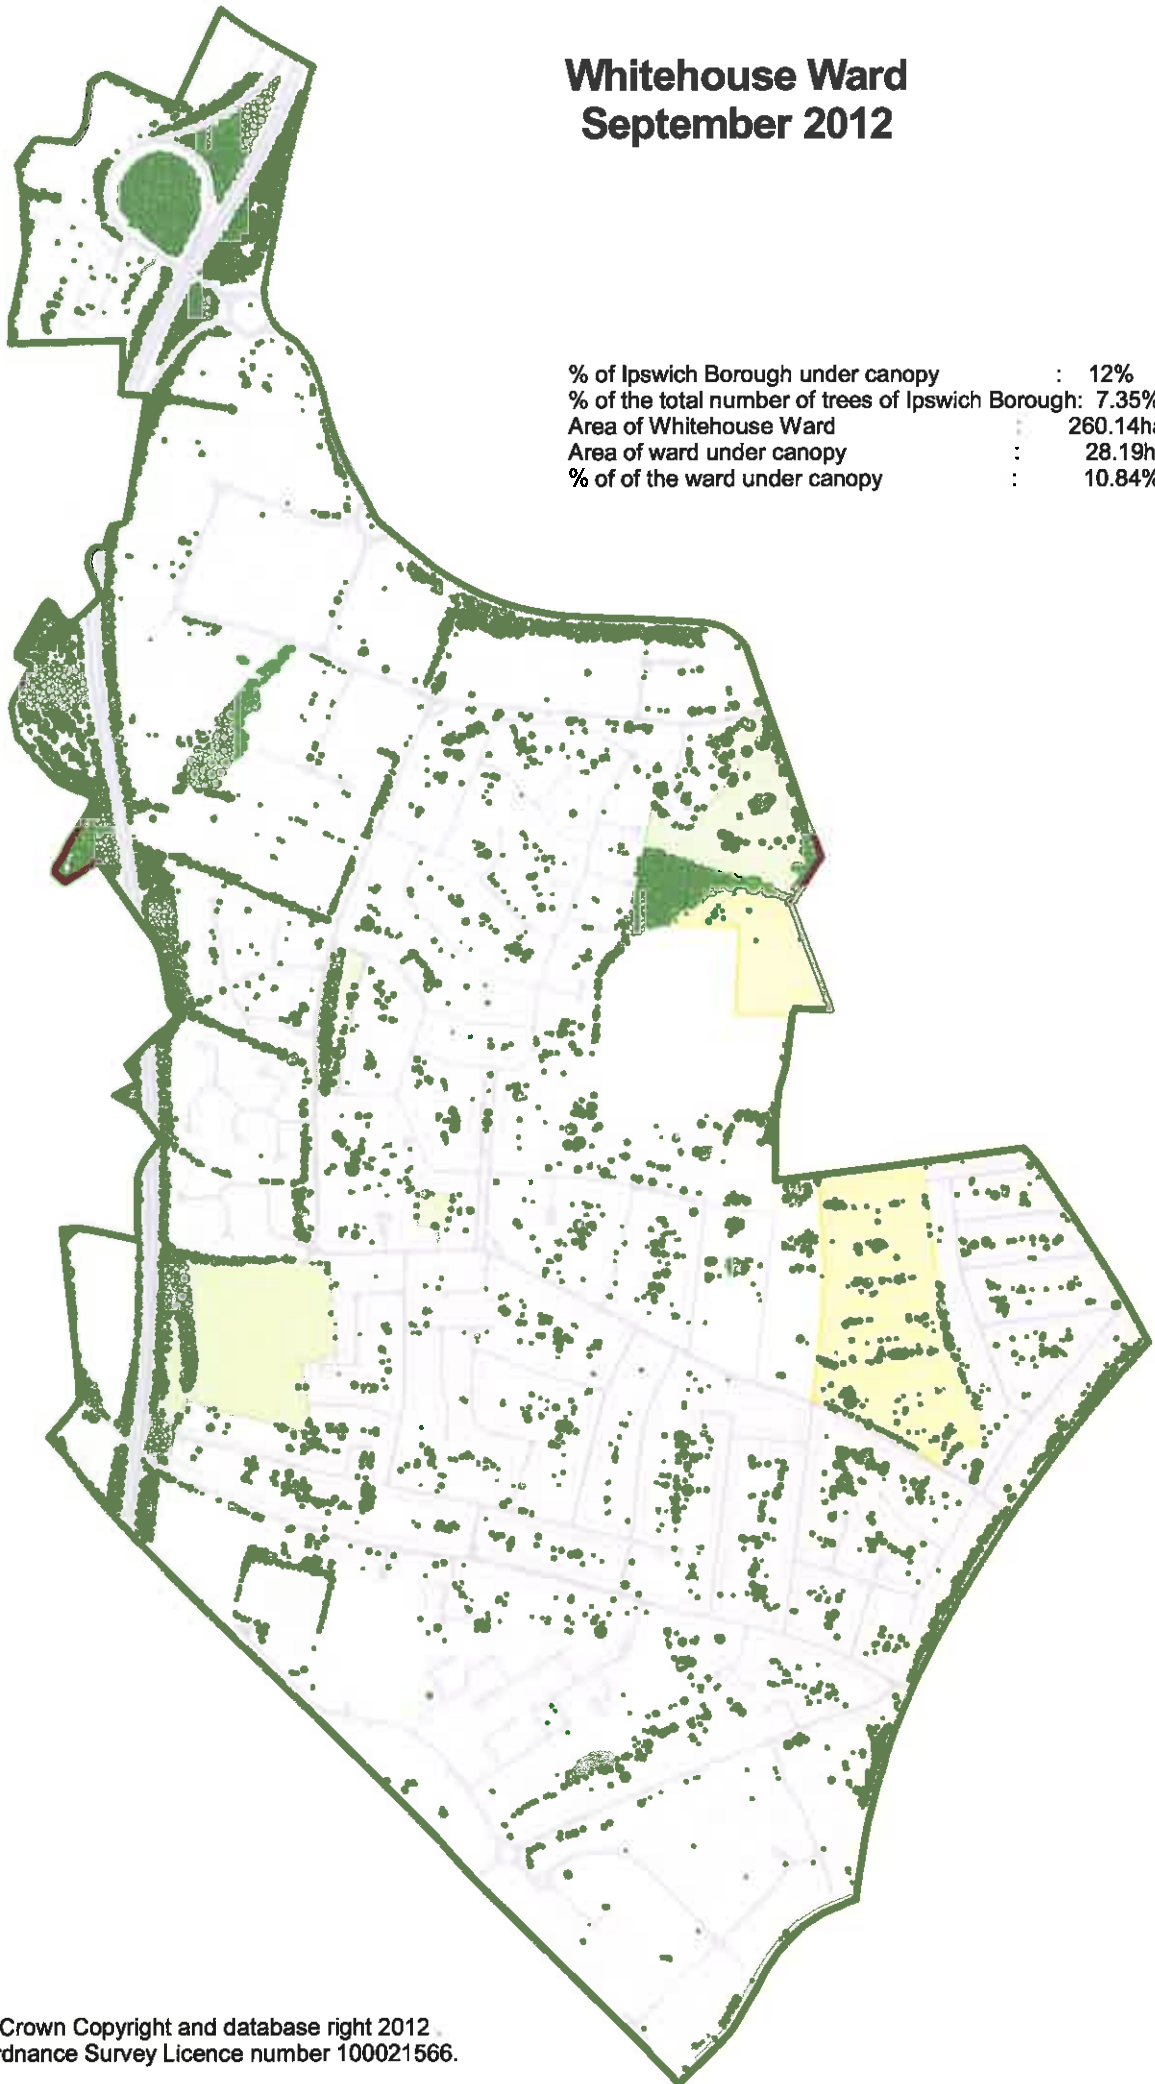 Whitehouse Ward
September 2012
% of Ipswich Borough under canopy : 12%
% of the total number of trees of Ipswich Borough: 7.35%
Area of Whitehouse Ward : 260.14ha
Area of ward under canopy : 28.19h
% of of the ward under canopy : 10.84%
Crown Copyright and database right 2012
rdnance Survey Licence number 100021566.